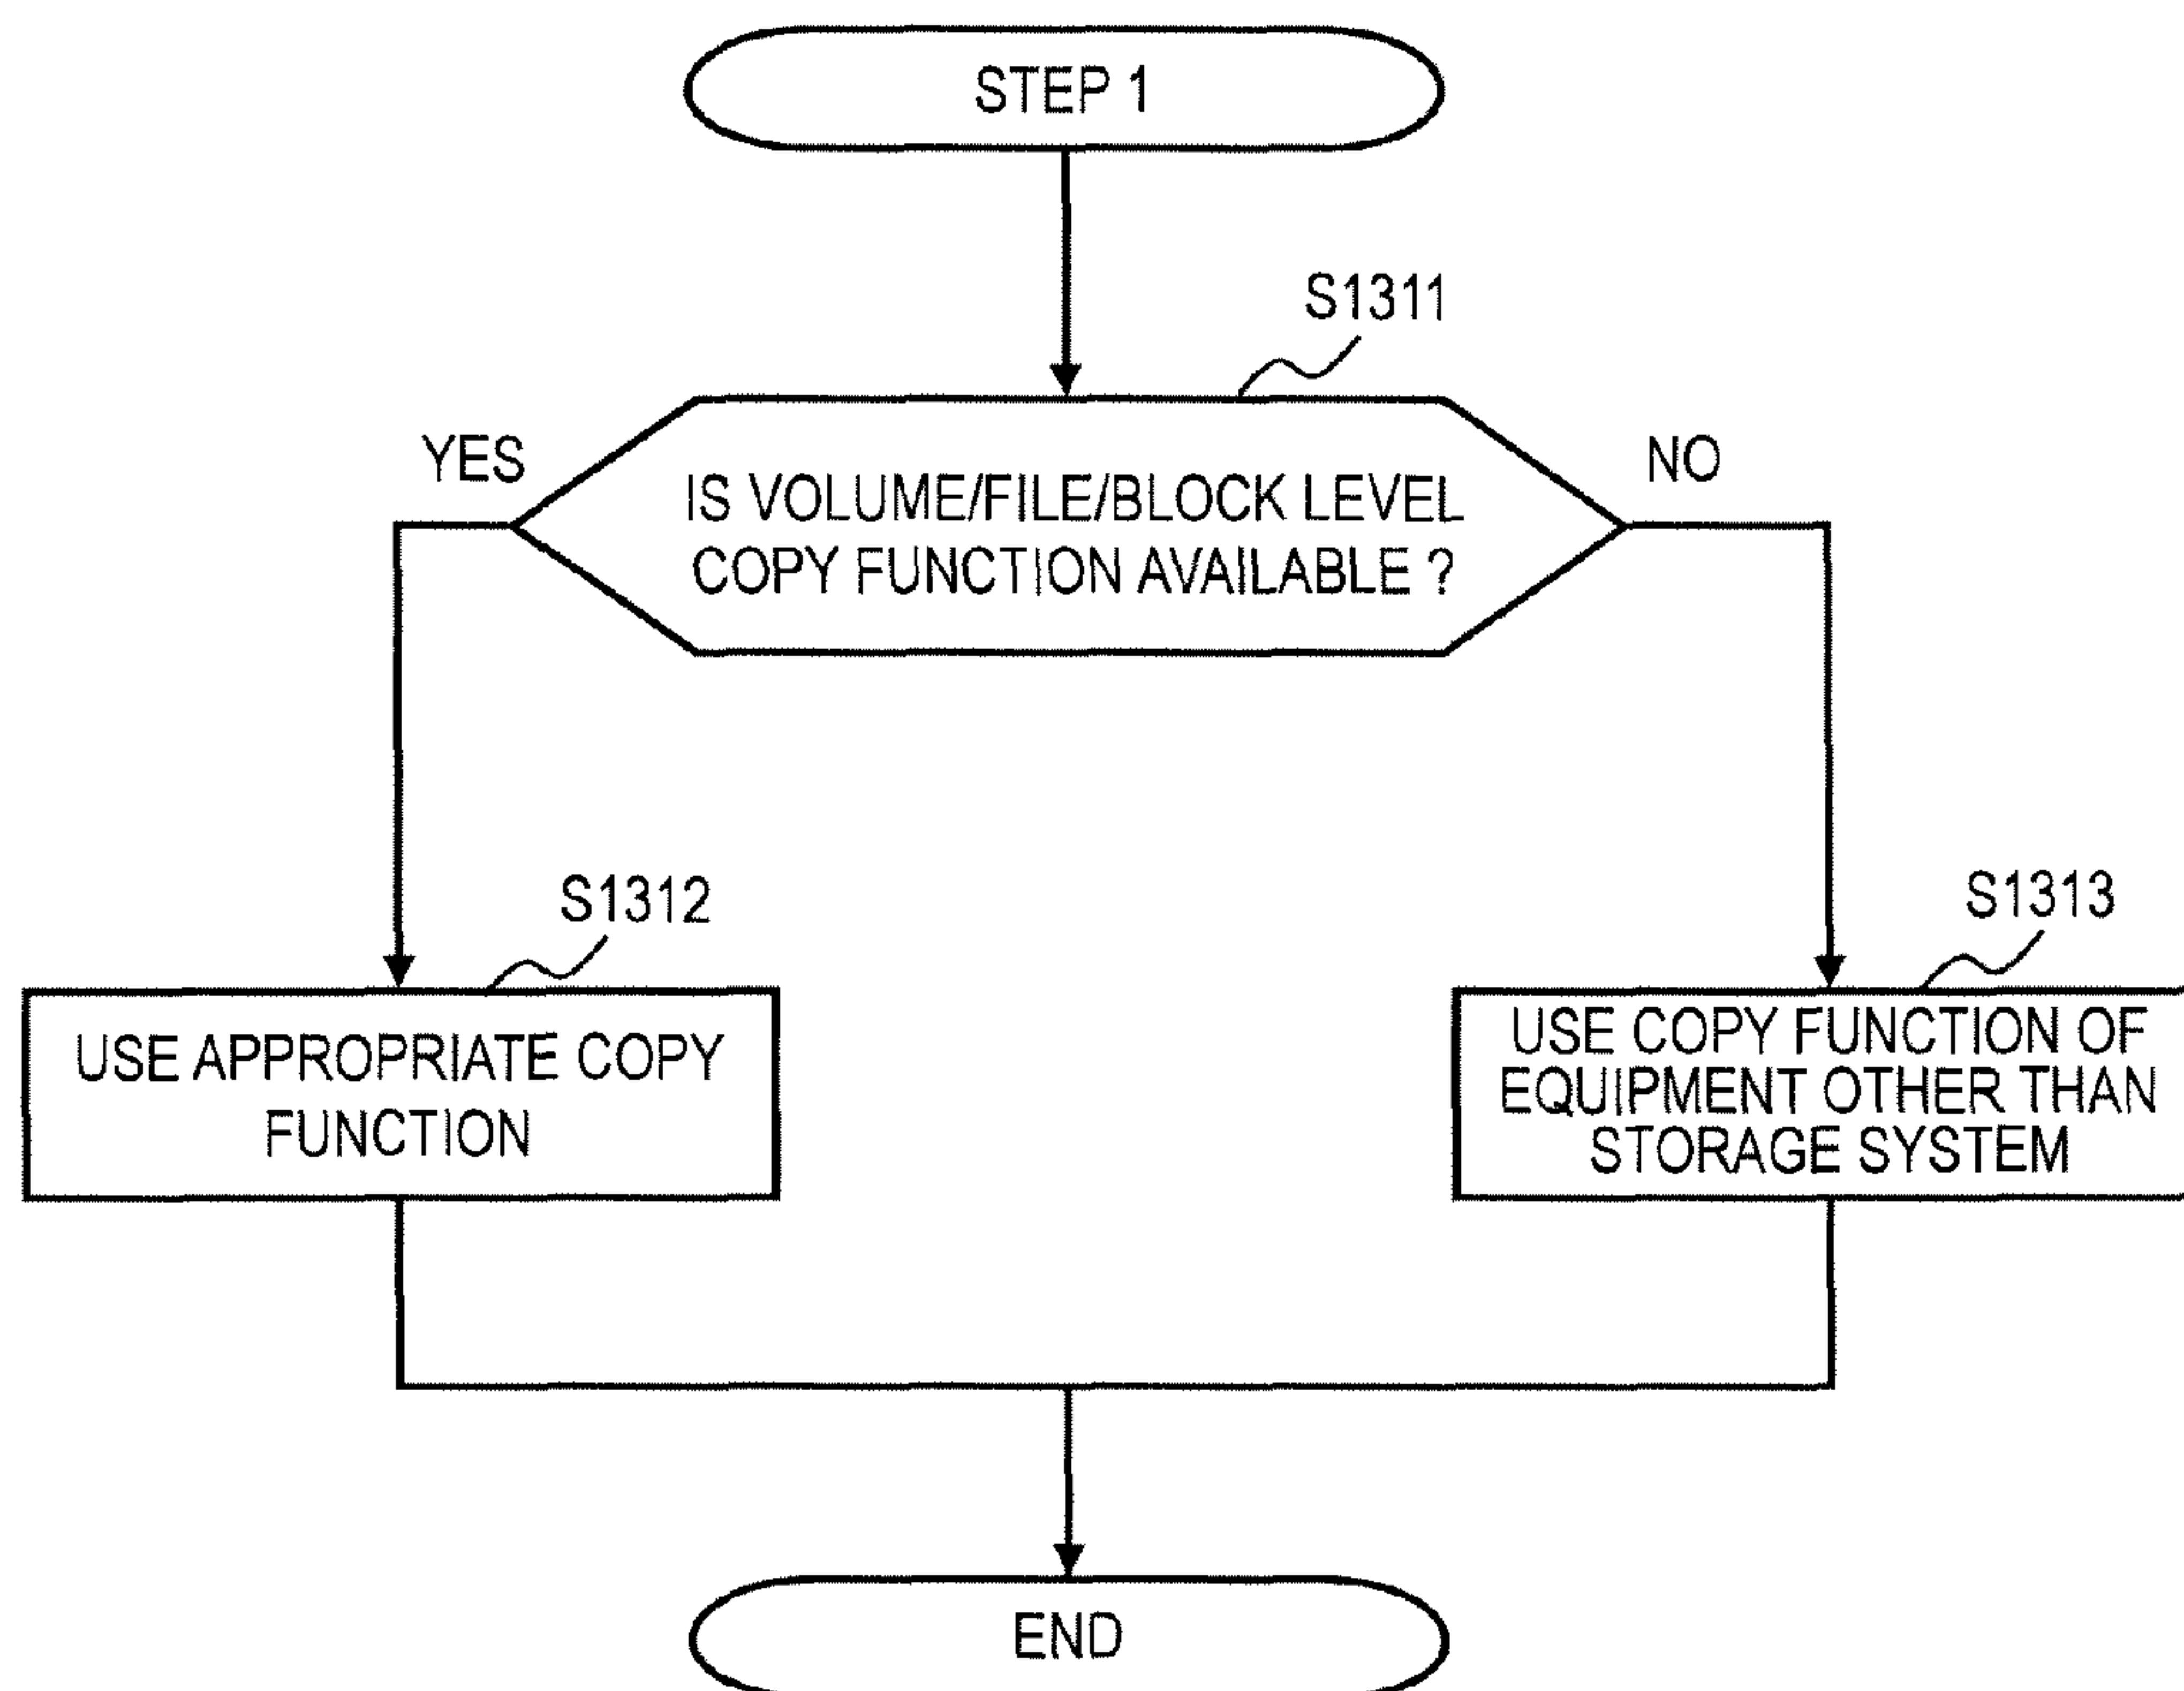 STEP 1
S1311
YES
NO
IS VOLUME/FILE/BLOCK LEVEL
COPY FUNCTION AVAILABLE ?
S1312
S1313
USE APPROPRIATE COPY
FUNCTION
USE COPY FUNCTION OF
EQUIPMENT OTHER THAN
STORAGE SYSTEM
END